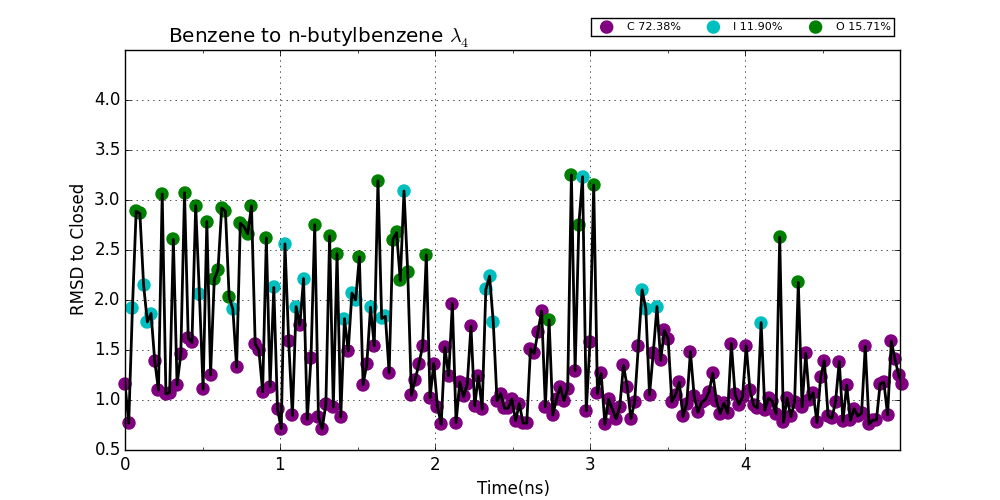 Benzene to n-butylbenzene λ₄
C 72.38% I 11.90% O 15.71%
RMSD to Closed
4.0
3.5
3.0
2.5
2.0
1.5
1.0
0.5
0 1 2 3 4
Time(ns)